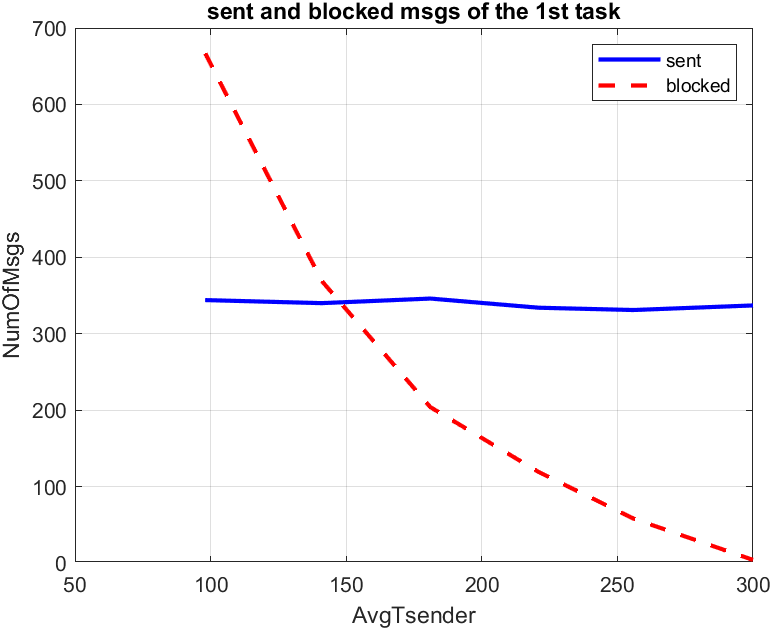 sent and blocked msgs of the 1st task
700
600
500
400
300
200
100
0
NumOfMsgs
sent
blocked
50 100 150 200 250 300
AvgTsender